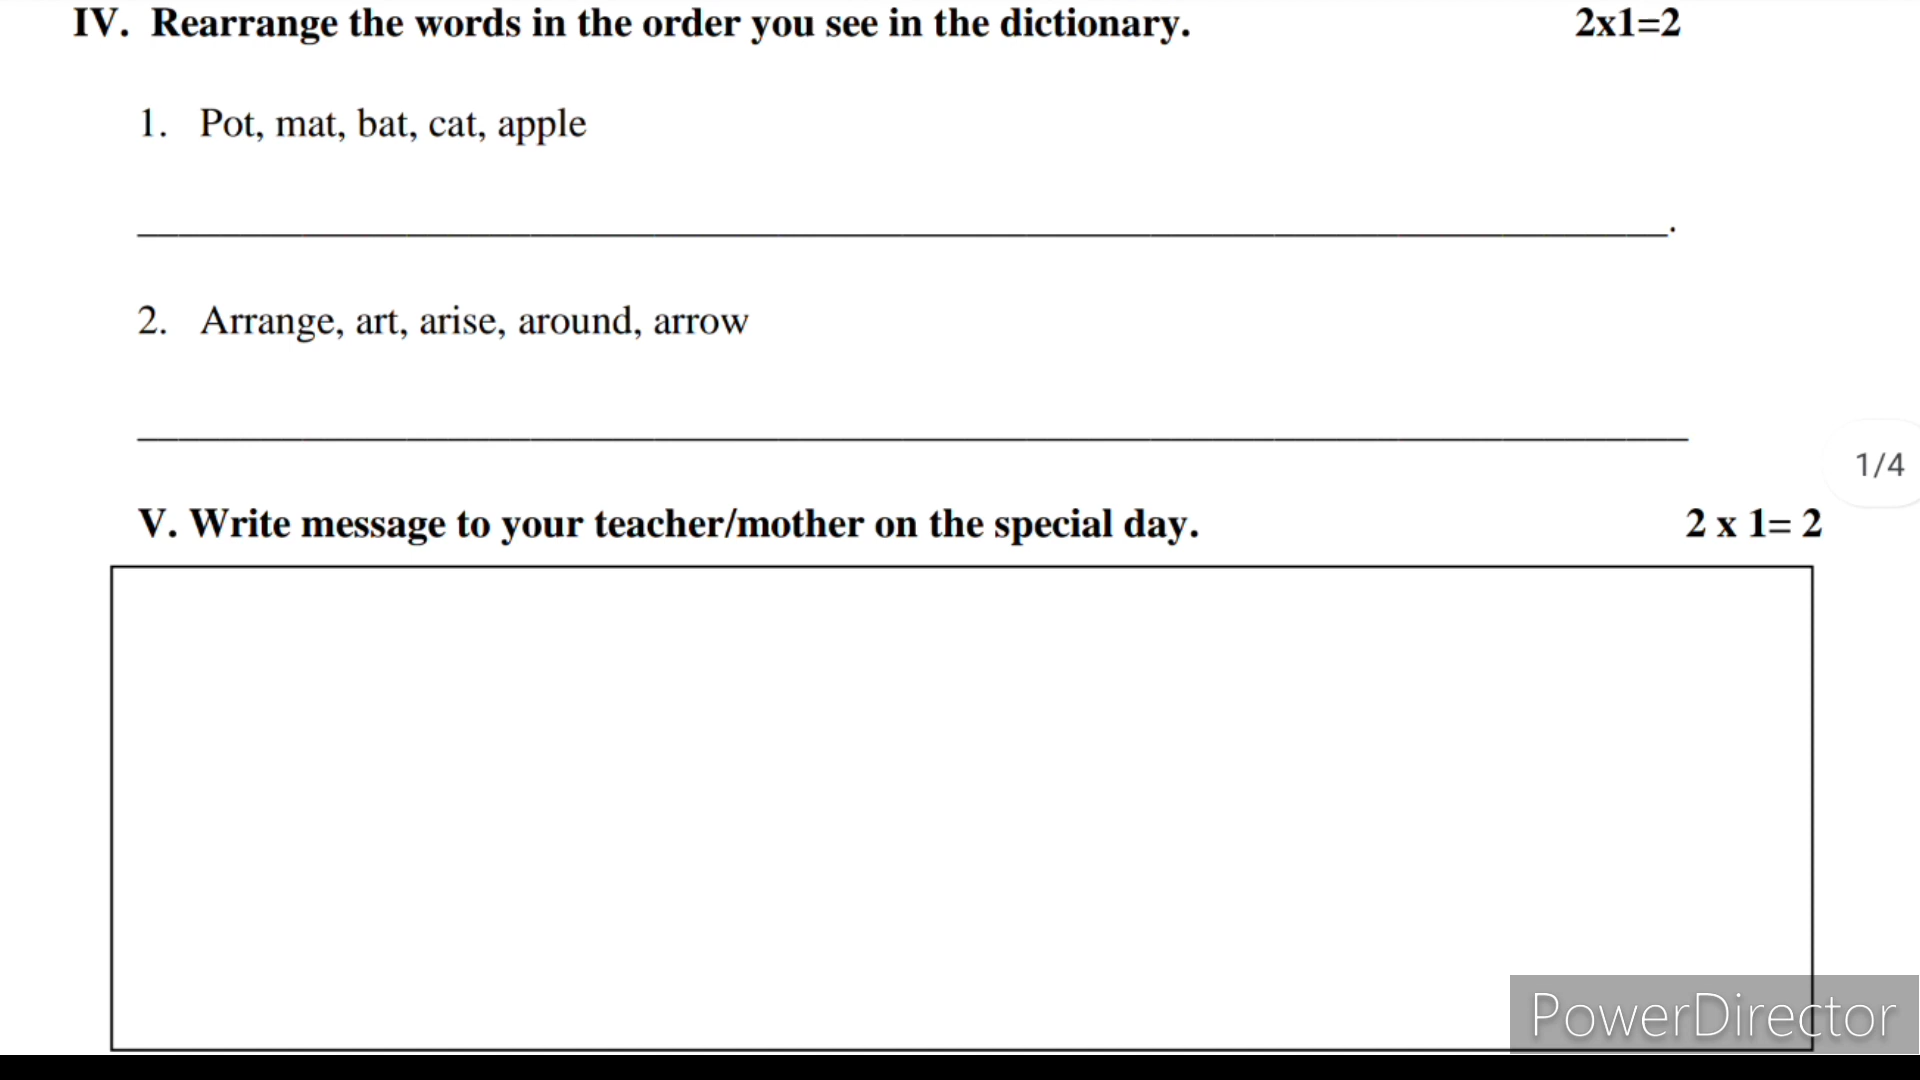 IV. Rearrange the words in the order you see in the dictionary. 2x1=2
1. Pot, mat, bat, cat, apple
.
2. Arrange, art, arise, around, arrow
1/4
V. Write message to your teacher/mother on the special day. 2 x 1= 2
PowerDirector